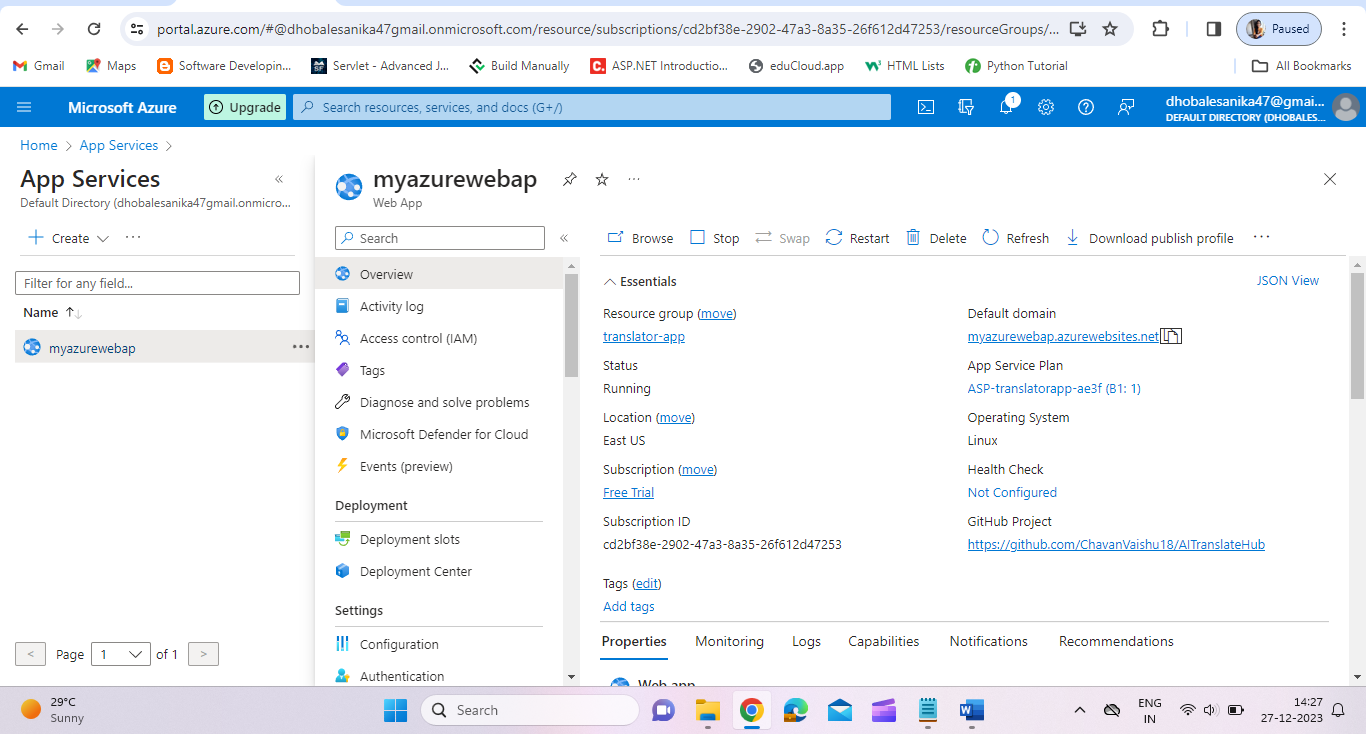 portal.azure.com/#@dhobalesanika47gmail.onmicrosoft.com/resource/subscriptions/cd2bf38e-2902-47a3-8a35-26f612d47253/resourceGroups/...
Paused
Gmail
Maps
Software Developin...
Servlet - Advanced J...
Build Manually
ASP.NET Introductio...
eduCloud.app
HTML Lists
Python Tutorial
All Bookmarks
Microsoft Azure
Upgrade
Search resources, services, and docs (G+/)
1
dhobalesanika47@gmai...
DEFAULT DIRECTORY (DHOBALES...
Home > App Services >
App Services
Default Directory (dhobalesanika47gmail.onmicro...
+ Create
...
Filter for any field...
Name
myazurewebap
...
< Page 1 of 1 >
myazurewebap
...
Web App
Search
«
Overview
Activity log
Access control (IAM)
Tags
Diagnose and solve problems
Microsoft Defender for Cloud
Events (preview)
Deployment
Deployment slots
Deployment Center
Settings
Configuration
Authentication
Browse
Stop
Swap
Restart
Delete
Refresh
Download publish profile
...
Essentials
JSON View
Resource group (move)
translator-app
Status
Running
Location (move)
East US
Subscription (move)
Free Trial
Subscription ID
cd2bf38e-2902-47a3-8a35-26f612d47253
Default domain
myazurewebap.azurewebsites.net
App Service Plan
ASP-translatorapp-ae3f (B1: 1)
Operating System
Linux
Health Check
Not Configured
GitHub Project
https://github.com/ChavanVaishu18/AITranslateHub
Tags (edit)
Add tags
Properties
Monitoring
Logs
Capabilities
Notifications
Recommendations
Web app
29°C
Sunny
Search
ENG
IN
14:27
27-12-2023